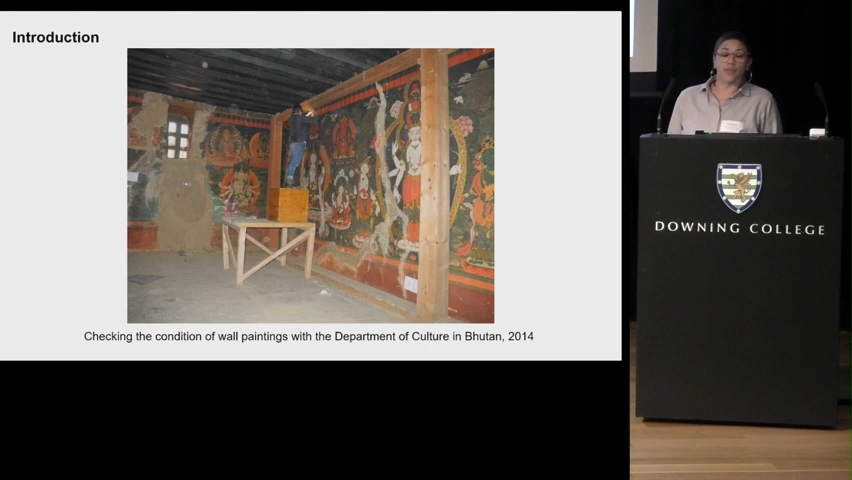 Introduction
Checking the condition of wall paintings with the Department of Culture in Bhutan, 2014
DOWNING COLLEGE